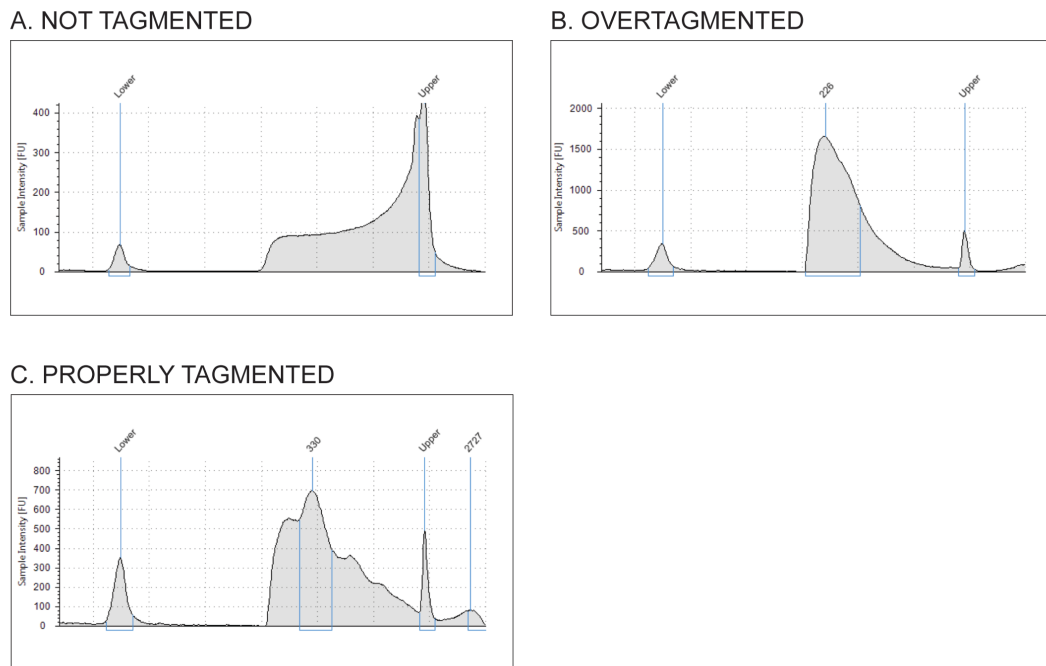 A. NOT TAGMENTED
Lower
Upper
Sample Intensity [FU]
400
300
200
100
0
B. OVERTAGMENTED
Lower
226
Upper
Sample Intensity [FU]
2000
1500
1000
500
0
C. PROPERLY TAGMENTED
Lower
330
Upper
2727
Sample Intensity [FU]
800
700
600
500
400
300
200
100
0